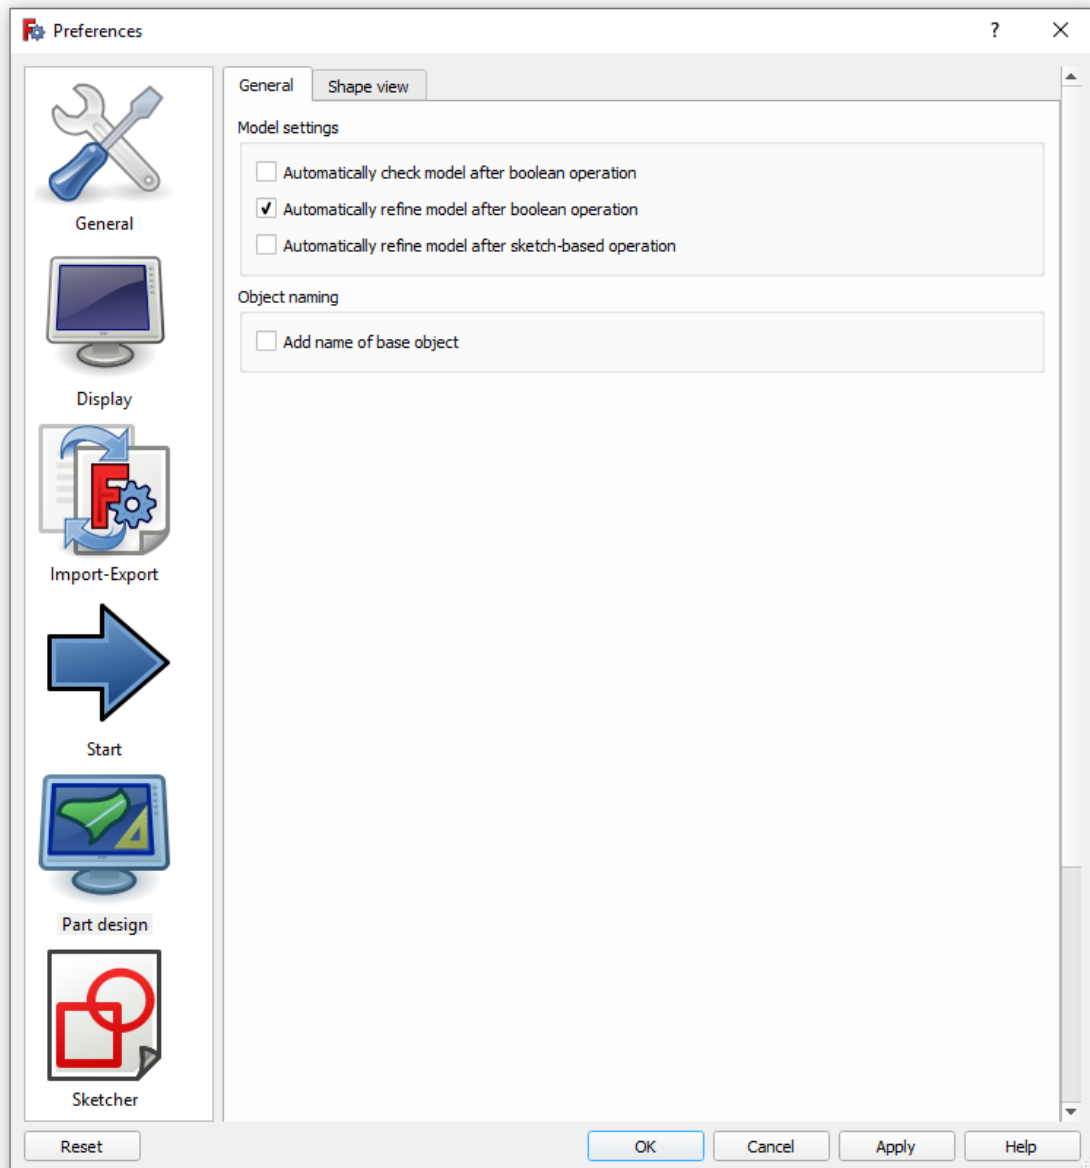 Preferences
? 
General
Display
Import-Export
Start
Part design
Sketcher
General Shape view
Model settings
Automatically check model after boolean operation
Automatically refine model after boolean operation
Automatically refine model after sketch-based operation
Object naming
Add name of base object
Reset OK Cancel Apply Help